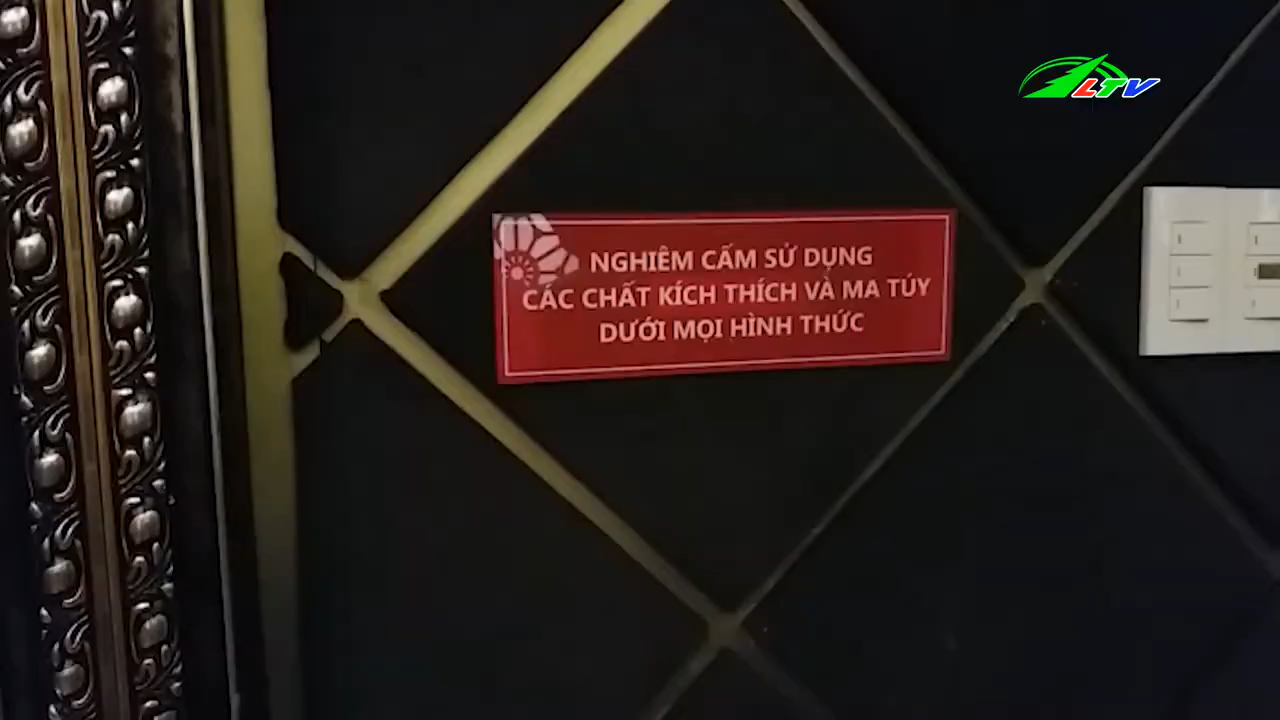 LTV
NGHIÊM CẤM SỬ DỤNG
CÁC CHẤT KÍCH THÍCH VÀ MA TÚY
DƯỚI MỌI HÌNH THỨC